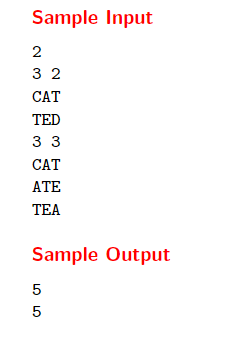 Sample Input
2
3 2
CAT
TED
3 3
CAT
ATE
TEA
Sample Output
5
5